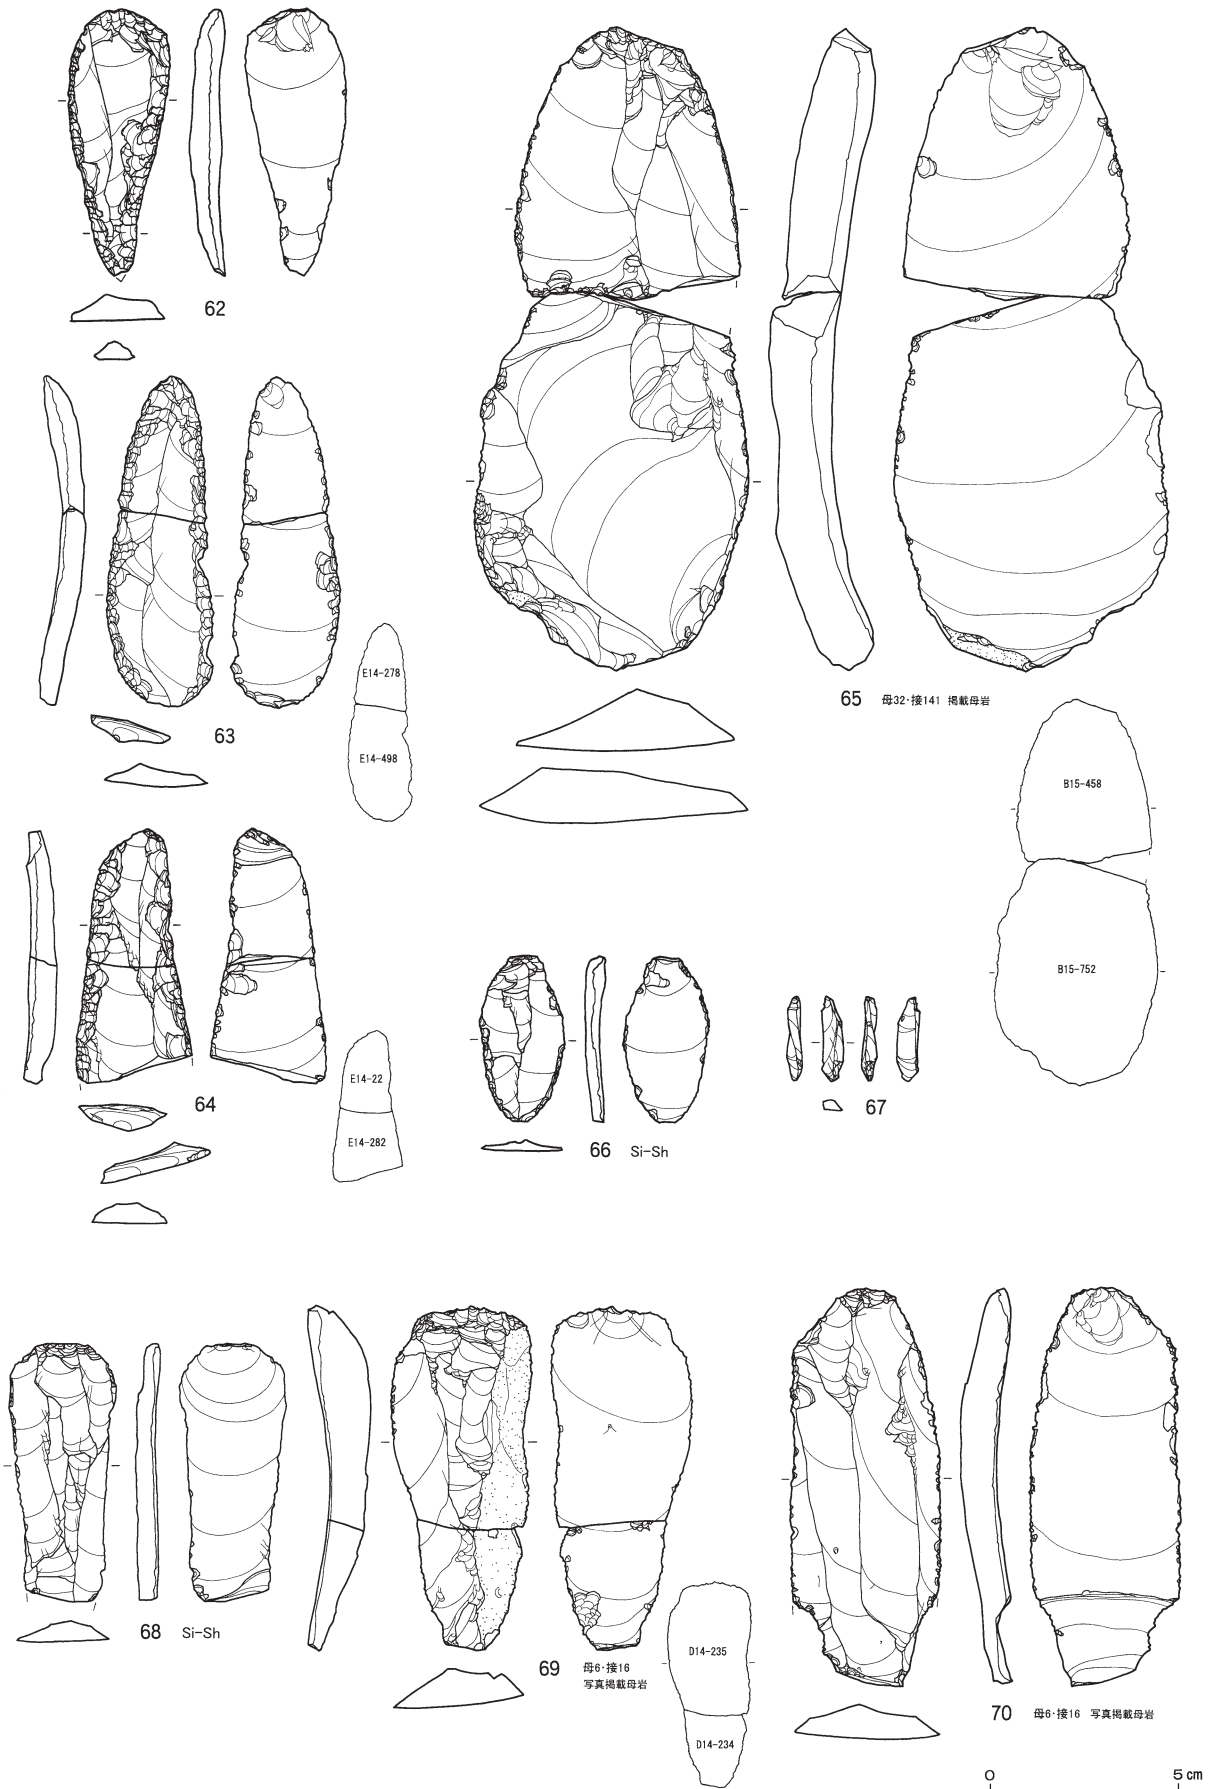 62
E14-278
E14-498
63
65 母32・接141 掲載母岩
B15-458
B15-752
64
E14-22
E14-282
66 Si-Sh
67
68 Si-Sh
69 母6・接16
写真掲載母岩
D14-235
D14-234
70 母6・接16 写真掲載母岩
0 5cm